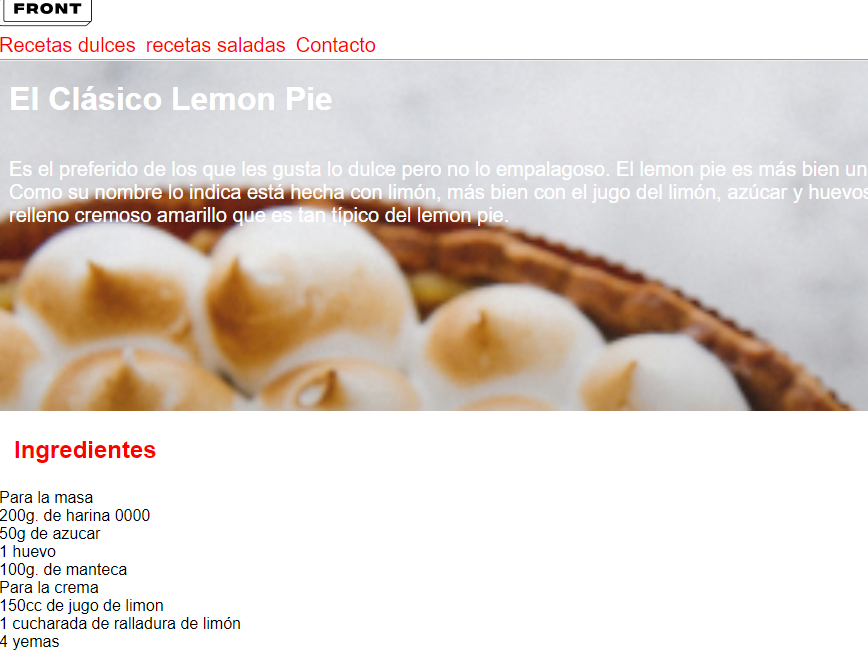 FRONT
Recetas dulces recetas saladas Contacto
El Clásico Lemon Pie
Es el preferido de los que les gusta lo dulce pero no lo empalagoso. El lemon pie es más bien un
Como su nombre lo indica está hecha con limón, más bien con el jugo del limón, azúcar y huevos
relleno cremoso amarillo que es tan típico del lemon pie.
Ingredientes
Para la masa
200g. de harina 0000
50g de azucar
1 huevo
100g. de manteca
Para la crema
150cc de jugo de limon
1 cucharada de ralladura de limón
4 yemas